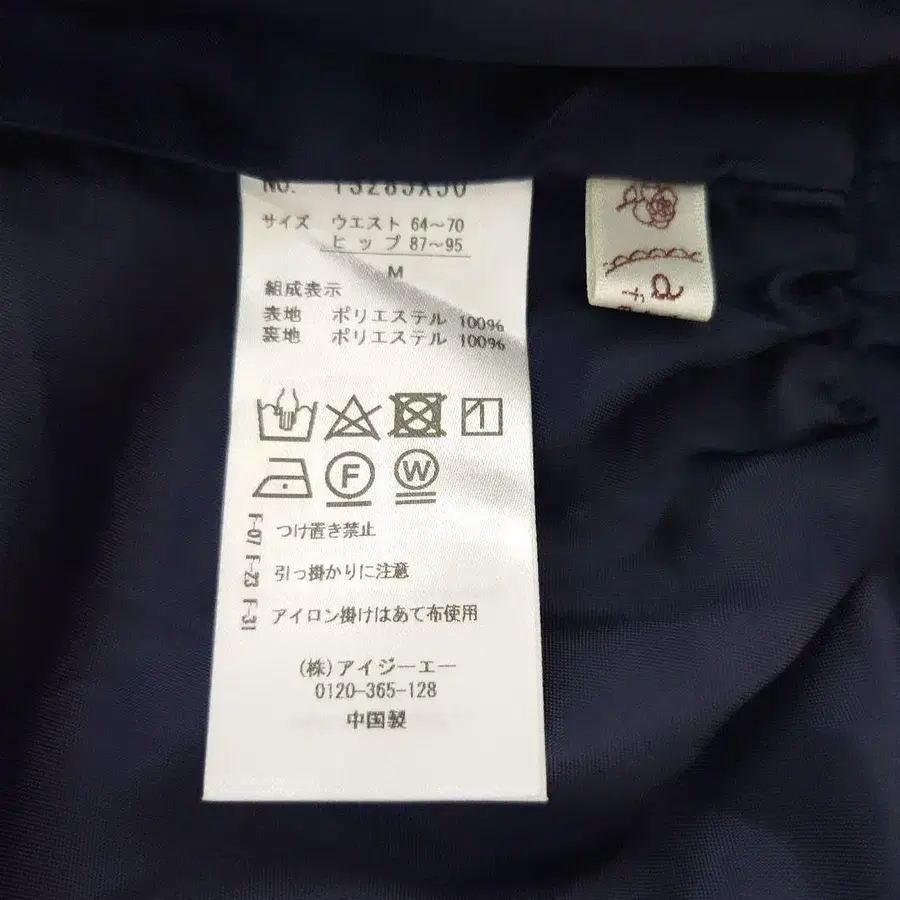 サイズ ウエスト 64～70
ヒップ 87～95
M
組成表示
表地 ポリエステル 100%
裏地 ポリエステル 100%
F
W
つけ置き禁止
引っ掛かりに注意
アイロン掛けはあて布使用
F-07 F-23 F-31
(株)アイジーエー
0120-365-128
中国製